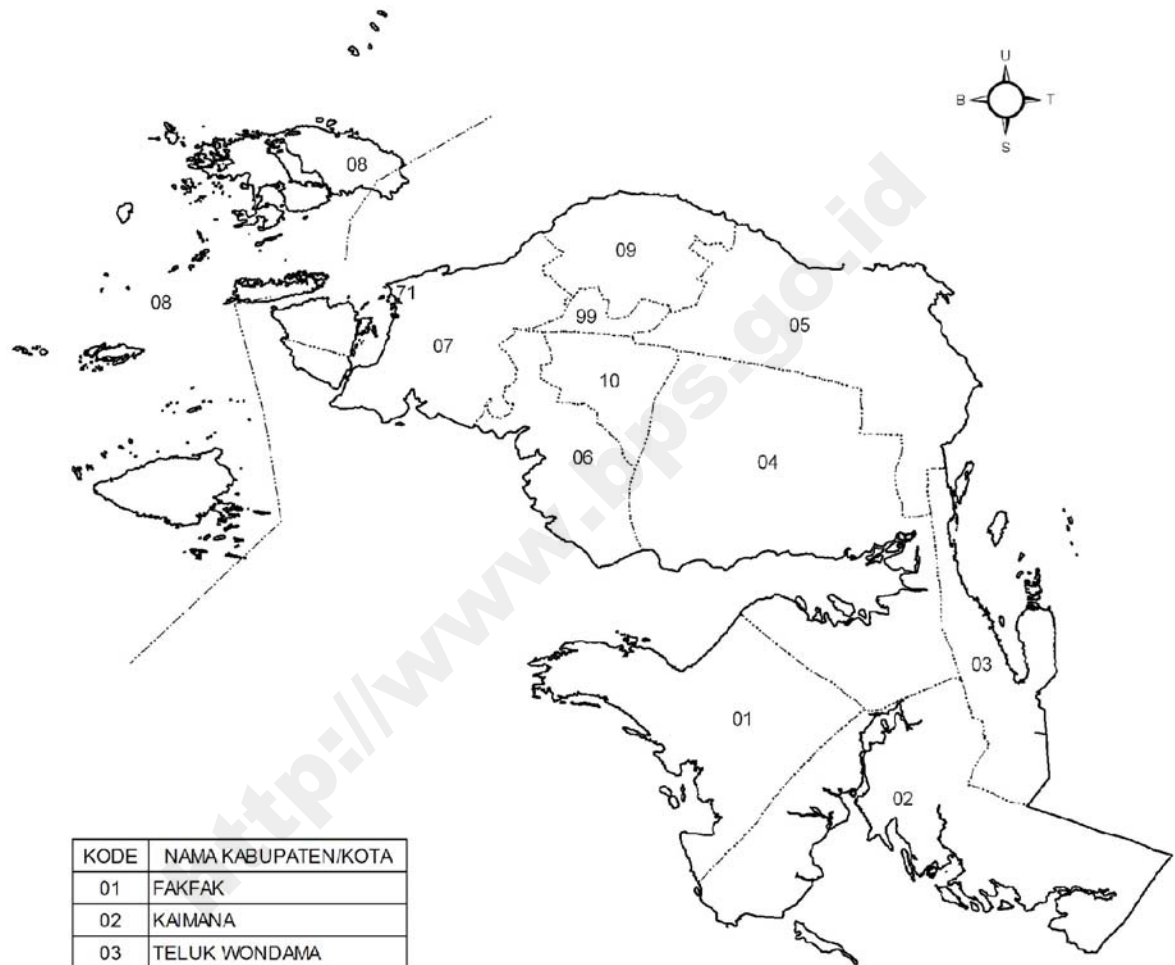 U
B T
S
08
09
71
08
99
05
07
10
06
04
03
01
02
KODE NAMA KABUPATEN/KOTA
01 FAKFAK
02 KAIMANA
03 TELUK WONDAMA
http://www.bps.go.id